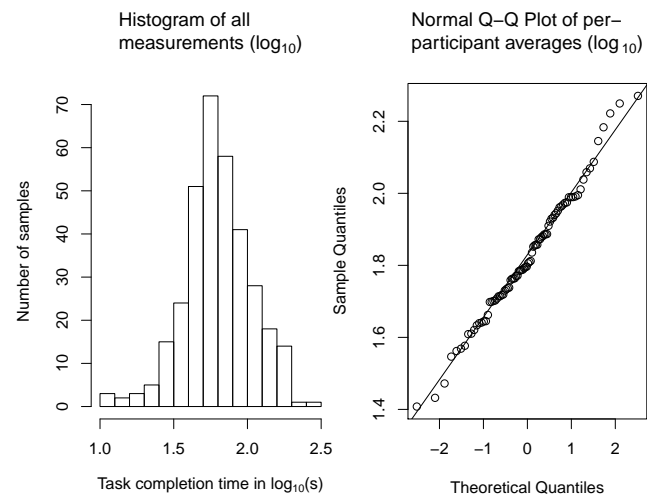 Histogram of all
measurements (log₁₀)
Number of samples
70
60
50
40
30
20
10
0
1.0 1.5 2.0 2.5
Task completion time in log₁₀(s)
Normal Q−Q Plot of per−
participant averages (log₁₀)
Sample Quantiles
2.2
2.0
1.8
1.6
1.4
−2 −1 0 1 2
Theoretical Quantiles